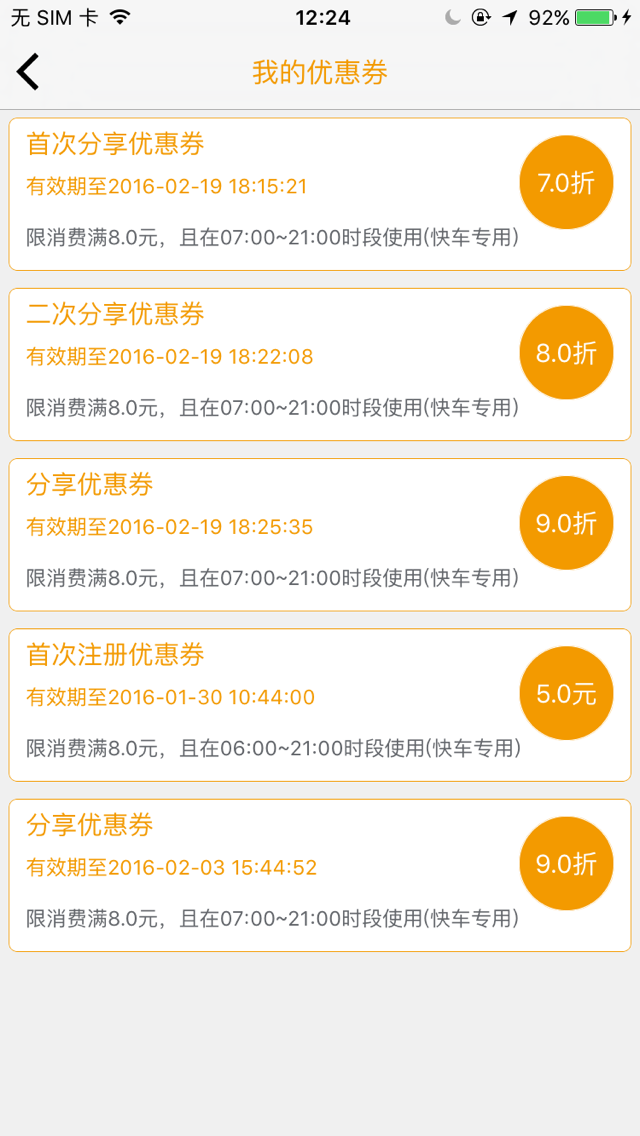 无 SIM 卡 12:24 92%
我的优惠券
首次分享优惠券
有效期至2016-02-19 18:15:21
7.0折
限消费满8.0元，且在07:00~21:00时段使用(快车专用)
二次分享优惠券
有效期至2016-02-19 18:22:08
8.0折
限消费满8.0元，且在07:00~21:00时段使用(快车专用)
分享优惠券
有效期至2016-02-19 18:25:35
9.0折
限消费满8.0元，且在07:00~21:00时段使用(快车专用)
首次注册优惠券
有效期至2016-01-30 10:44:00
5.0元
限消费满8.0元，且在06:00~21:00时段使用(快车专用)
分享优惠券
有效期至2016-02-03 15:44:52
9.0折
限消费满8.0元，且在07:00~21:00时段使用(快车专用)